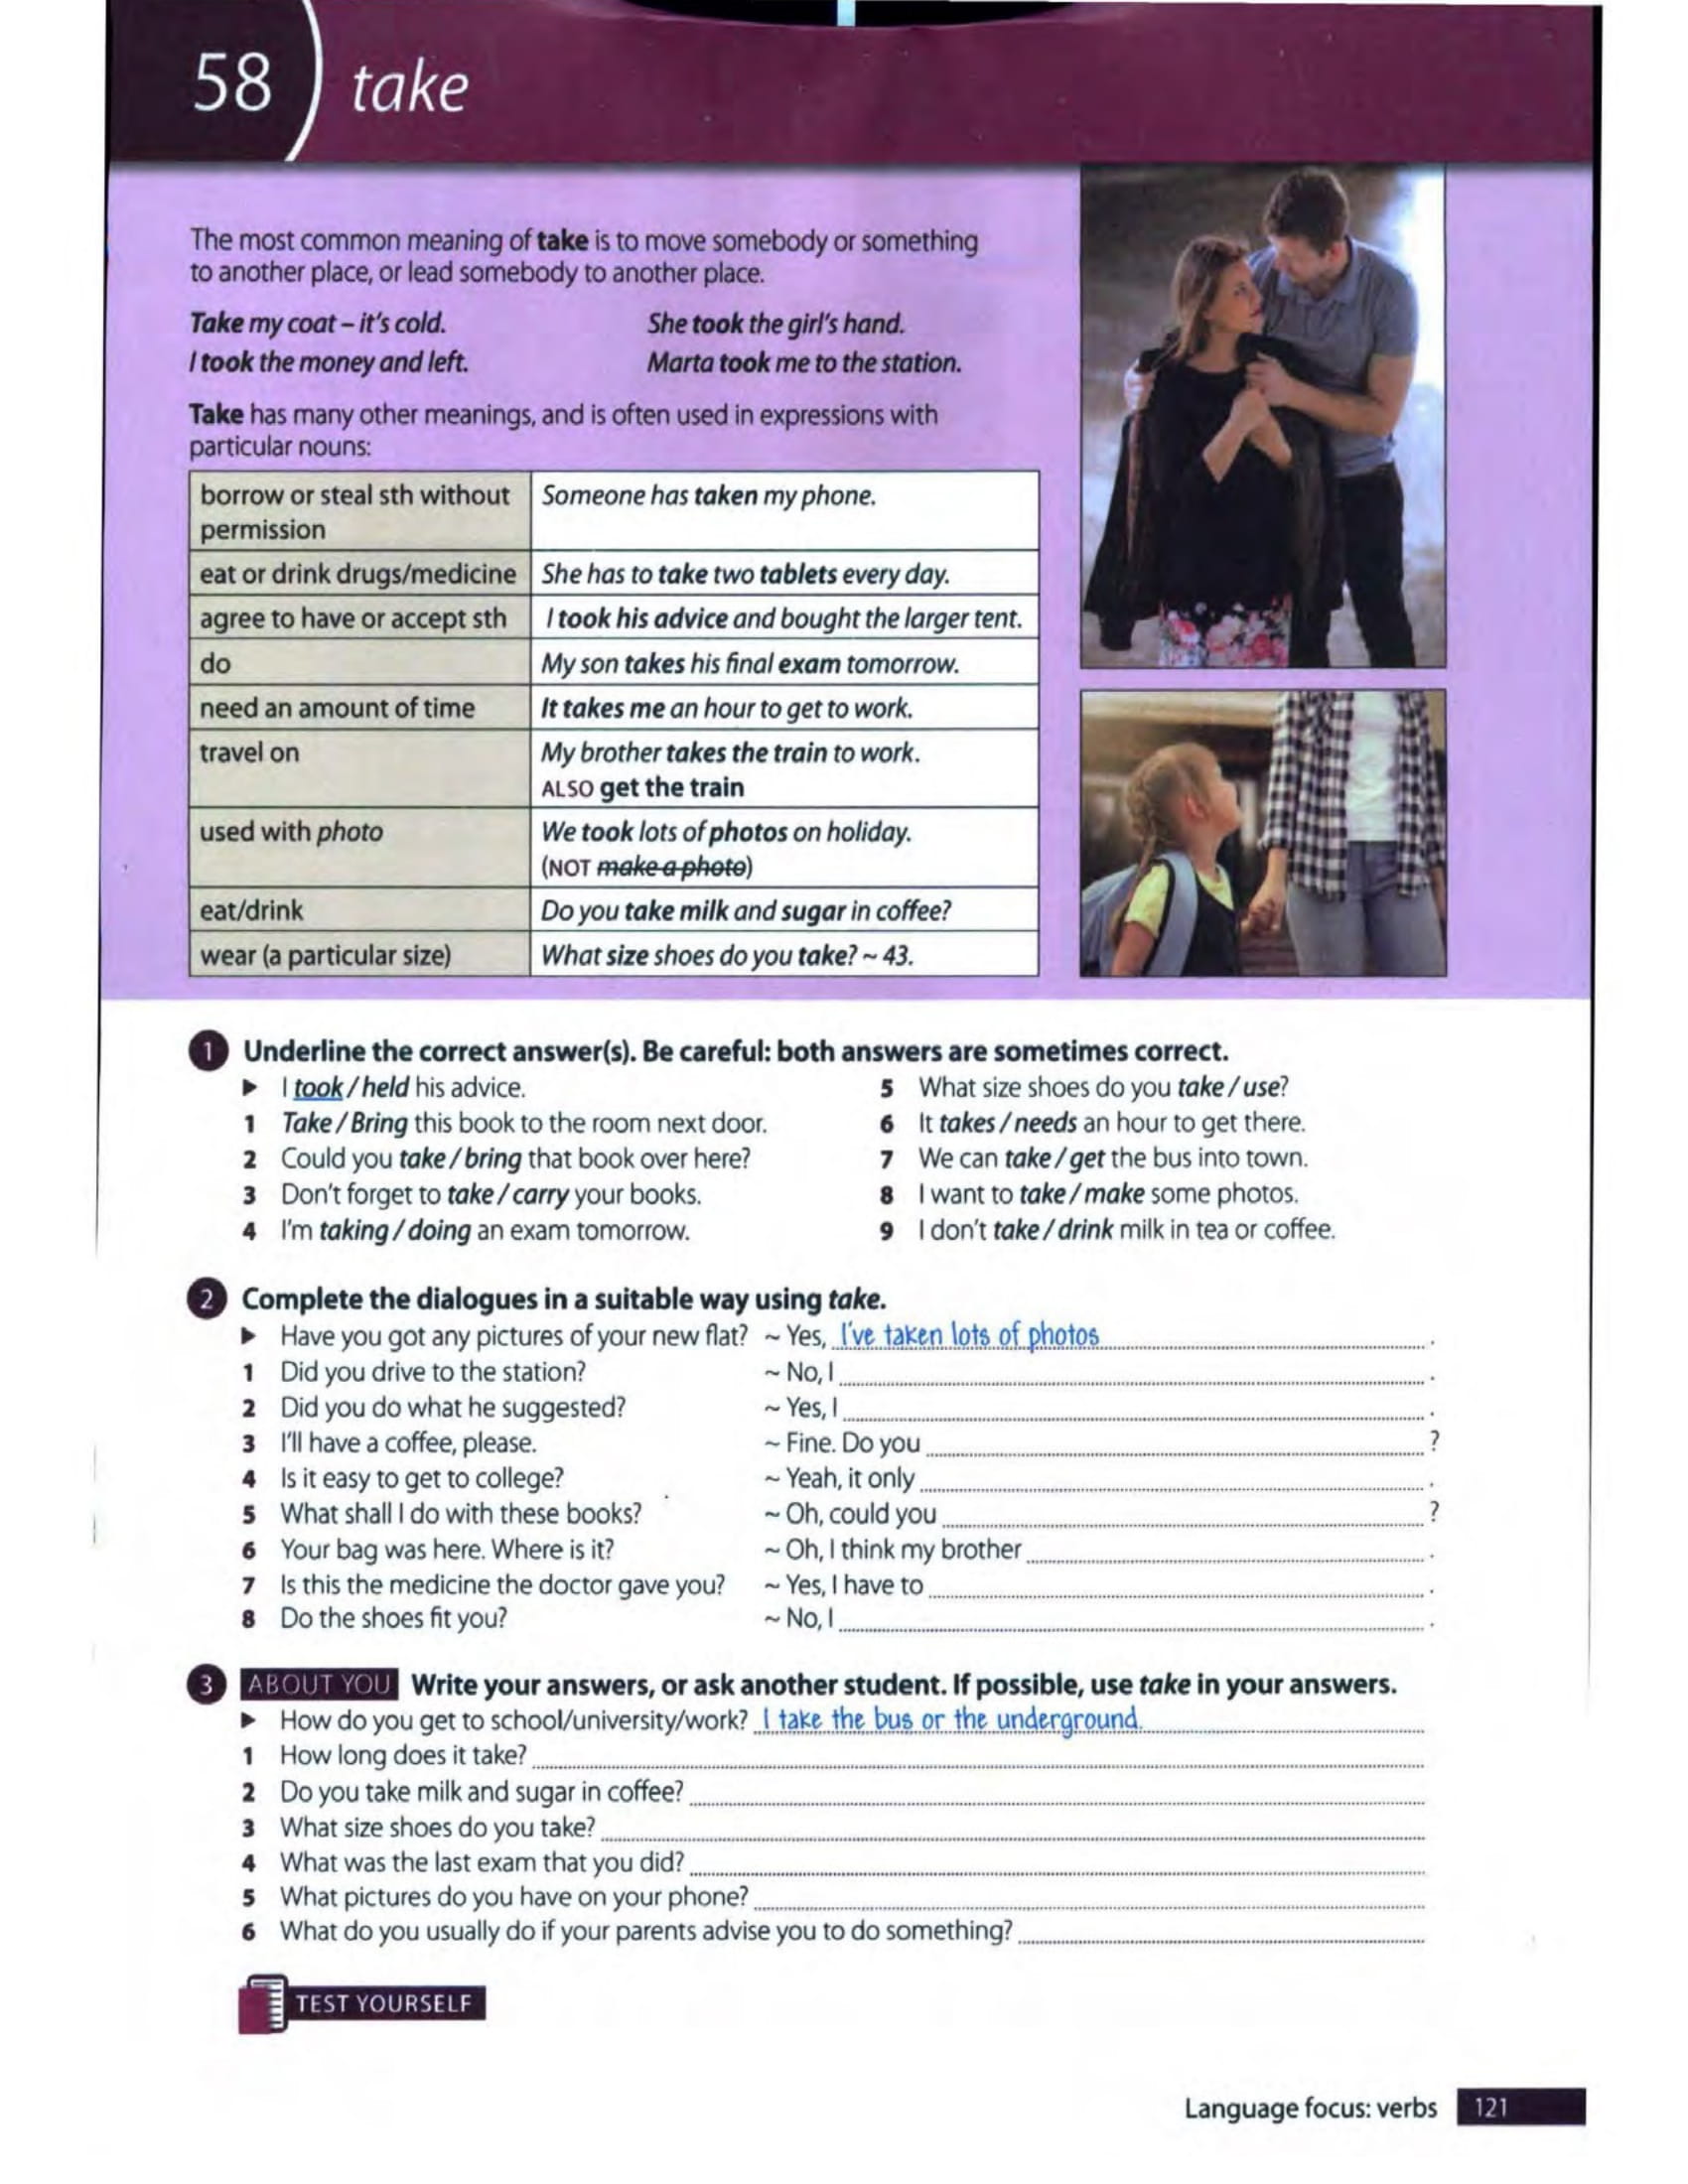 58 take
The most common meaning of take is to move somebody or something
to another place, or lead somebody to another place.
Take my coat – it's cold.
She took the girl's hand.
I took the money and left.
Marta took me to the station.
Take has many other meanings, and is often used in expressions with
particular nouns:
borrow or steal sth without
permission
Someone has taken my phone.
eat or drink drugs/medicine
She has to take two tablets every day.
agree to have or accept sth
I took his advice and bought the larger tent.
do
My son takes his final exam tomorrow.
need an amount of time
It takes me an hour to get to work.
travel on
My brother takes the train to work.
ALSO get the train
used with photo
We took lots of photos on holiday.
(NOT make a photo)
eat/drink
Do you take milk and sugar in coffee?
wear (a particular size)
What size shoes do you take? ~ 43.
1 Underline the correct answer(s). Be careful: both answers are sometimes correct.
▶ I took / held his advice.
1 Take / Bring this book to the room next door.
2 Could you take / bring that book over here?
3 Don't forget to take / carry your books.
4 I'm taking / doing an exam tomorrow.
5 What size shoes do you take / use?
6 It takes / needs an hour to get there.
7 We can take / get the bus into town.
8 I want to take / make some photos.
9 I don't take / drink milk in tea or coffee.
2 Complete the dialogues in a suitable way using take.
▶ Have you got any pictures of your new flat? ~ Yes, I've taken lots of photos .
1 Did you drive to the station? ~ No, I .
2 Did you do what he suggested? ~ Yes, I .
3 I'll have a coffee, please. ~ Fine. Do you ?
4 Is it easy to get to college? ~ Yeah, it only .
5 What shall I do with these books? ~ Oh, could you ?
6 Your bag was here. Where is it? ~ Oh, I think my brother .
7 Is this the medicine the doctor gave you? ~ Yes, I have to .
8 Do the shoes fit you? ~ No, I .
3 ABOUT YOU Write your answers, or ask another student. If possible, use take in your answers.
▶ How do you get to school/university/work? I take the bus or the underground.
1 How long does it take?
2 Do you take milk and sugar in coffee?
3 What size shoes do you take?
4 What was the last exam that you did?
5 What pictures do you have on your phone?
6 What do you usually do if your parents advise you to do something?
TEST YOURSELF
Language focus: verbs 121